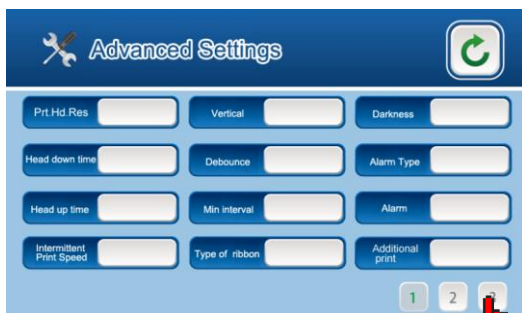 Advanced Settings
Prt.Hd.Res
Vertical
Darkness
Head down time
Debounce
Alarm Type
Head up time
Min interval
Alarm
Intermittent
Print Speed
Type of ribbon
Additional
print
1 2